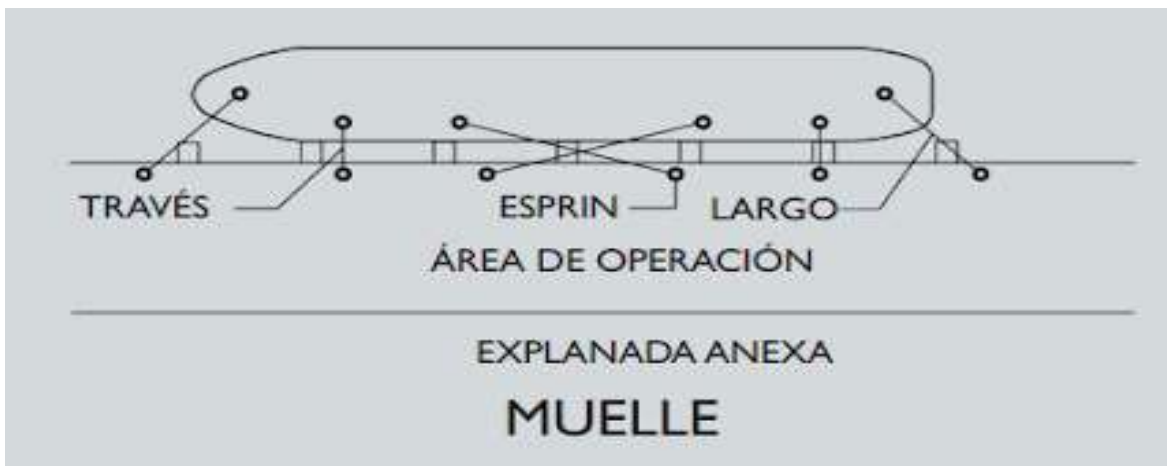 TRAVÉS
ESPRIN
LARGO
ÁREA DE OPERACIÓN
EXPLANADA ANEXA
MUELLE